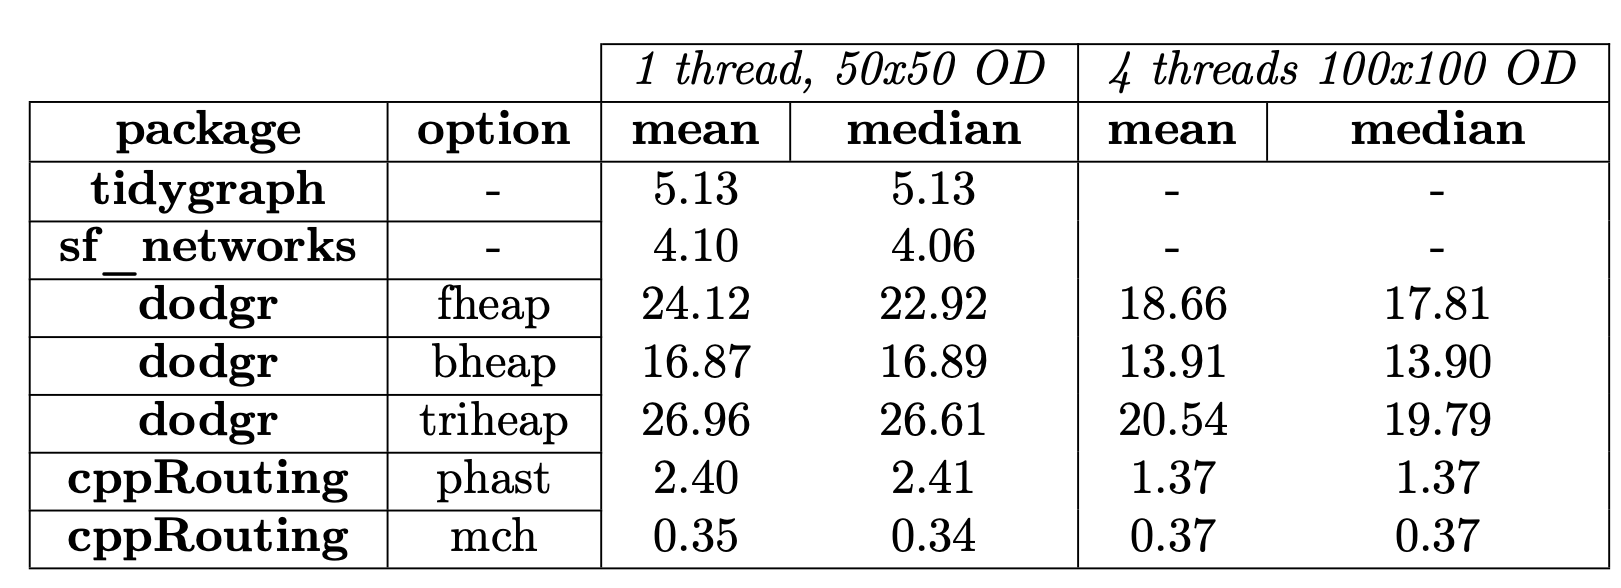 1 thread, 50x50 OD 4 threads 100x100 OD
package option mean median mean median
tidygraph - 5.13 5.13 - -
sf_networks - 4.10 4.06 - -
dodgr fheap 24.12 22.92 18.66 17.81
dodgr bheap 16.87 16.89 13.91 13.90
dodgr triheap 26.96 26.61 20.54 19.79
cppRouting phast 2.40 2.41 1.37 1.37
cppRouting mch 0.35 0.34 0.37 0.37